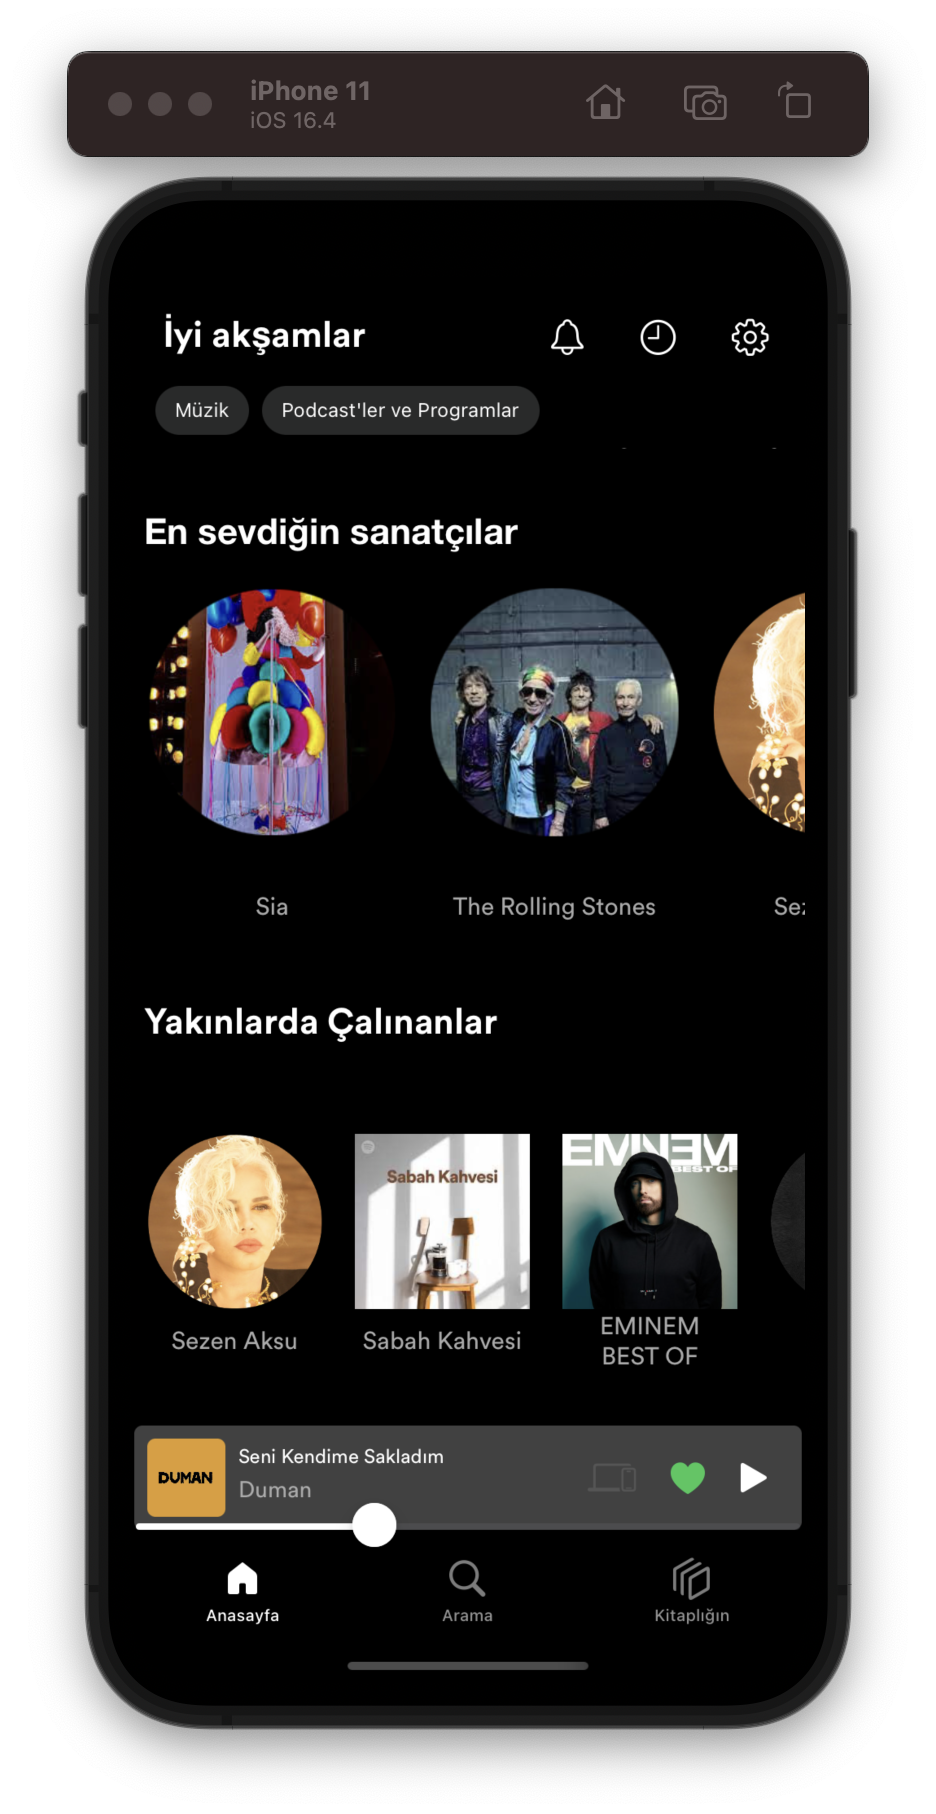 iPhone 11
iOS 16.4
İyi akşamlar
Müzik
Podcast'ler ve Programlar
En sevdiğin sanatçılar
Sia
The Rolling Stones
Sez
Yakınlarda Çalınanlar
Sabah Kahvesi
EMINEM
BEST OF
Sezen Aksu
Sabah Kahvesi
EMINEM
BEST OF
DUMAN
Seni Kendime Sakladım
Duman
Anasayfa
Arama
Kitaplığın